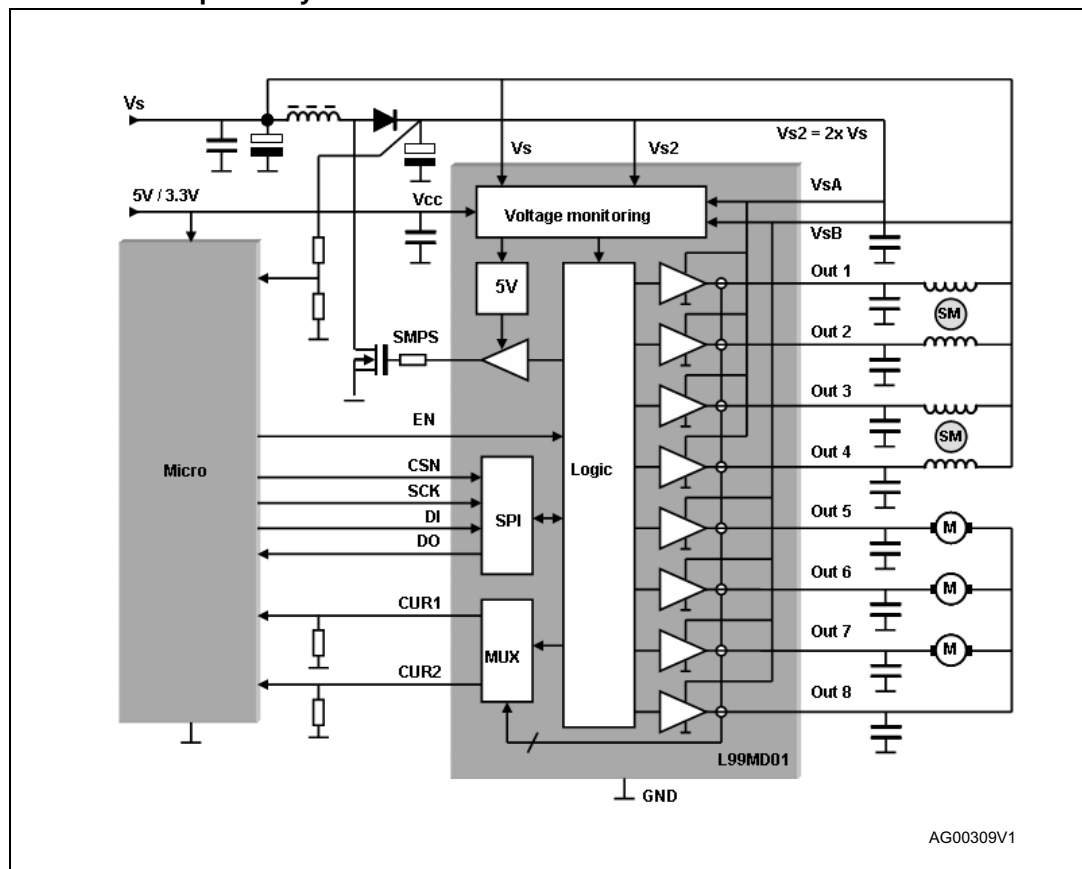 Vs
Vs2 = 2x Vs
Vs
Vs2
VsA
5V / 3.3V
Vcc
Voltage monitoring
VsB
Out 1
5V
SM
SMPS
Out 2
Out 3
EN
SM
Micro
Logic
Out 4
CSN
SCK
SPI
DI
DO
Out 5
M
Out 6
M
CUR1
Out 7
MUX
M
CUR2
Out 8
L99MD01
GND
AG00309V1